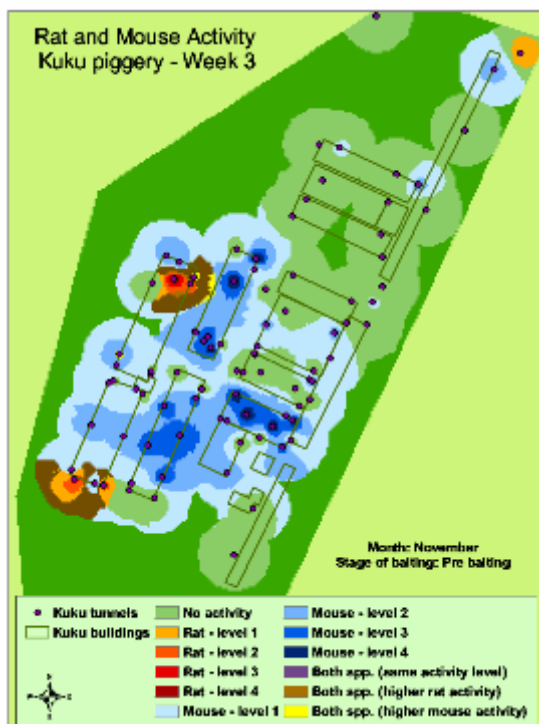 Rat and Mouse Activity
Kuku piggery - Week 3
Month: November
Stage of baiting: Pre baiting
Kuku tunnels
Kuku buildings
No activity
Rat - level 1
Rat - level 2
Rat - level 3
Rat - level 4
Mouse - level 1
Mouse - level 2
Mouse - level 3
Mouse - level 4
Both spp. (same activity level)
Both spp. (higher rat activity)
Both spp. (higher mouse activity)